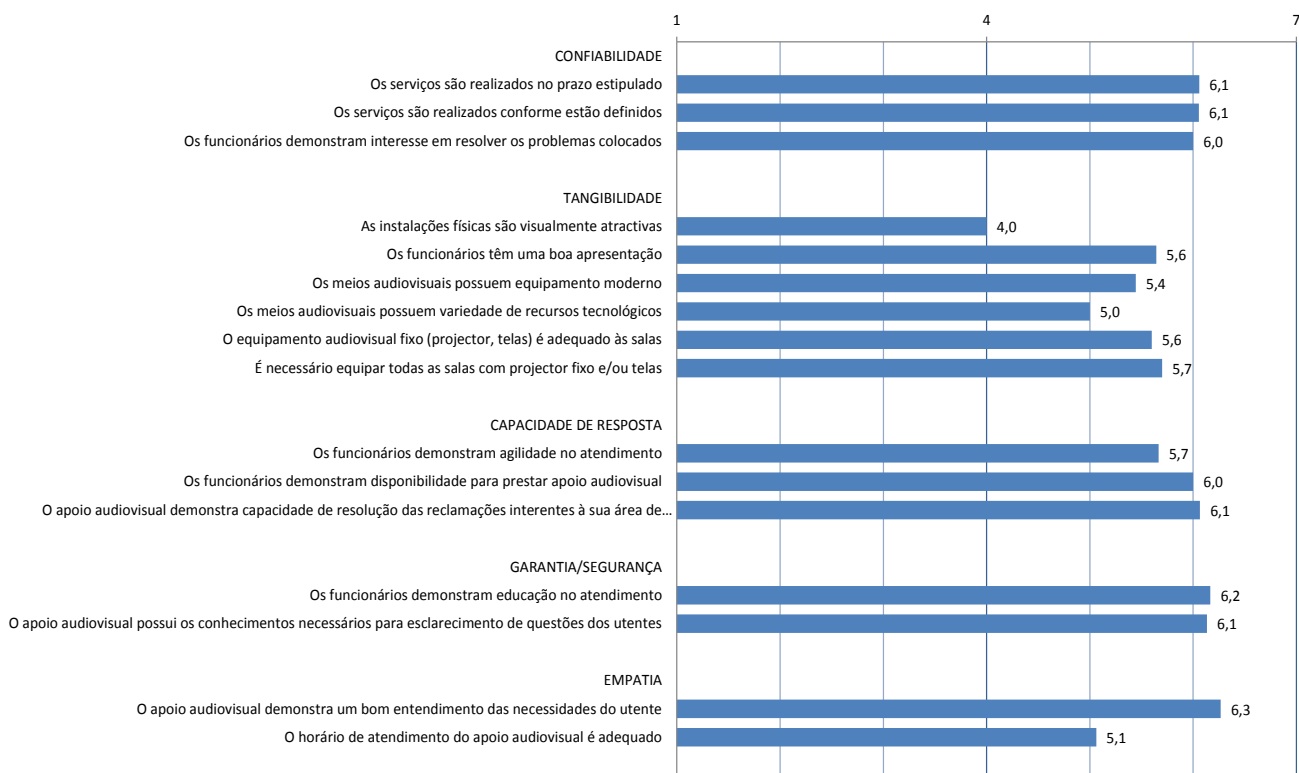 1 4 7
CONFIABILIDADE
Os serviços são realizados no prazo estipulado 6,1
Os serviços são realizados conforme estão definidos 6,1
Os funcionários demonstram interesse em resolver os problemas colocados 6,0
TANGIBILIDADE
As instalações físicas são visualmente atractivas 4,0
Os funcionários têm uma boa apresentação 5,6
Os meios audiovisuais possuem equipamento moderno 5,4
Os meios audiovisuais possuem variedade de recursos tecnológicos 5,0
O equipamento audiovisual fixo (projector, telas) é adequado às salas 5,6
É necessário equipar todas as salas com projector fixo e/ou telas 5,7
CAPACIDADE DE RESPOSTA
Os funcionários demonstram agilidade no atendimento 5,7
Os funcionários demonstram disponibilidade para prestar apoio audiovisual 6,0
O apoio audiovisual demonstra capacidade de resolução das reclamações interentes à sua área de… 6,1
GARANTIA/SEGURANÇA
Os funcionários demonstram educação no atendimento 6,2
O apoio audiovisual possui os conhecimentos necessários para esclarecimento de questões dos utentes 6,1
EMPATIA
O apoio audiovisual demonstra um bom entendimento das necessidades do utente 6,3
O horário de atendimento do apoio audiovisual é adequado 5,1